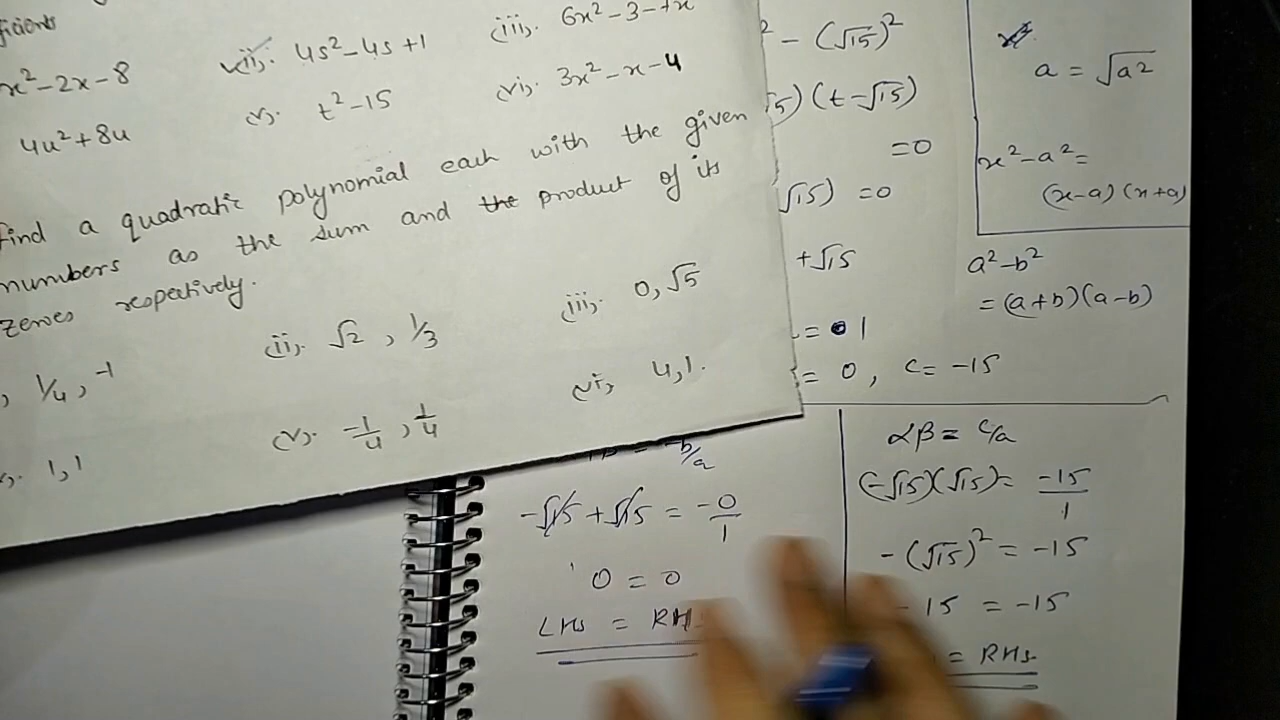 x²-2x-8
(ii). 4s²-4s+1
(iii). 6x²-3-7x
4u²+8u
(v). t²-15
(vi). 3x²-x-4
Find a quadratic polynomial each with the given
numbers as the sum and the product of its
zeroes respectively.
, 1/4, -1
(ii). √2, 1/3
(iii). 0, √5
1, 1
(v). -1/4, 1/4
(vi). 4, 1.
² - (√15)²
) (t-√15)
=0
√15) =0
+√15
= 1
= 0, c= -15
a = √a²
x²-a²=
(x-a)(x+a)
a²-b²
=(a+b)(a-b)
= -b/a
-√15 + √15 = -0/1
0 = 0
LHS = RHS
αβ = c/a
(-√15)(√15) = -15/1
-(√15)² = -15
-15 = -15
= RHS